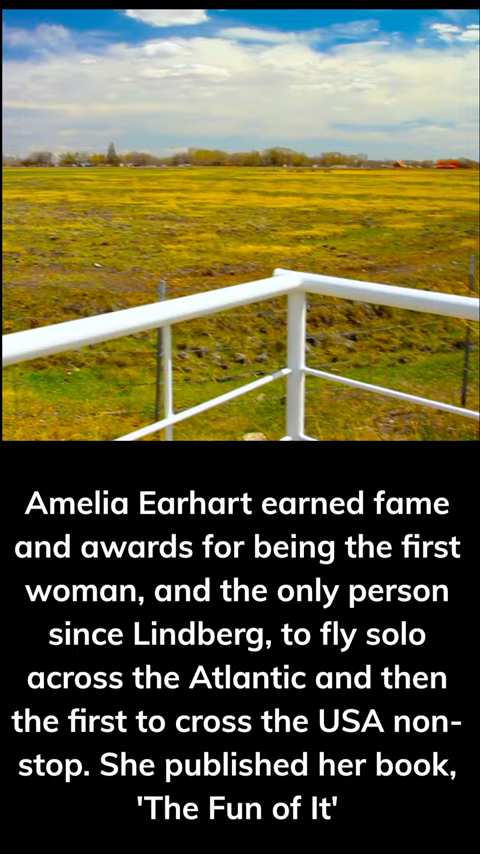 Amelia Earhart earned fame
and awards for being the first
woman, and the only person
since Lindberg, to fly solo
across the Atlantic and then
the first to cross the USA non-
stop. She published her book,
'The Fun of It'